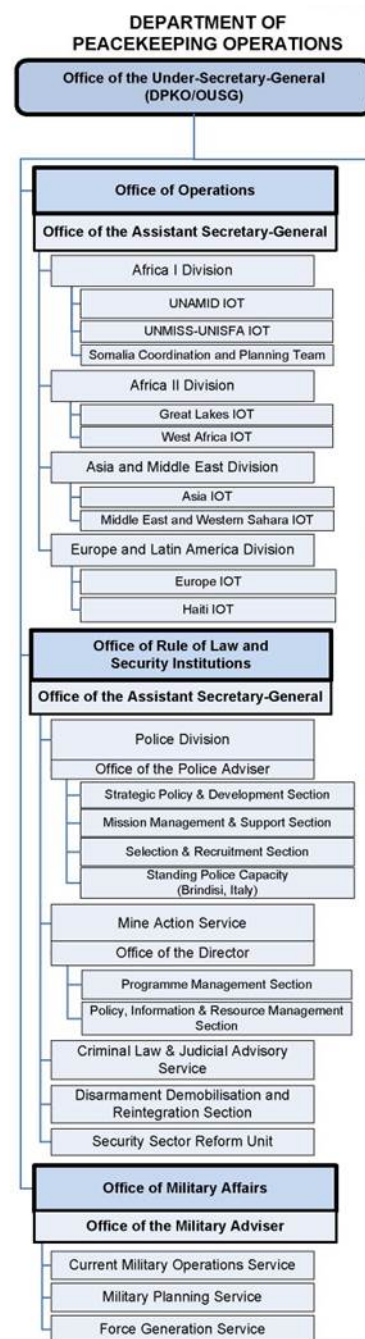 DEPARTMENT OF
PEACEKEEPING OPERATIONS
Office of the Under-Secretary-General
(DPKO/OUSG)
Office of Operations
Office of the Assistant Secretary-General
Africa I Division
UNAMID IOT
UNMISS-UNISFA IOT
Somalia Coordination and Planning Team
Africa II Division
Great Lakes IOT
West Africa IOT
Asia and Middle East Division
Asia IOT
Middle East and Western Sahara IOT
Europe and Latin America Division
Europe IOT
Haiti IOT
Office of Rule of Law and
Security Institutions
Office of the Assistant Secretary-General
Police Division
Office of the Police Adviser
Strategic Policy & Development Section
Mission Management & Support Section
Selection & Recruitment Section
Standing Police Capacity
(Brindisi, Italy)
Mine Action Service
Office of the Director
Programme Management Section
Policy, Information & Resource Management
Section
Criminal Law & Judicial Advisory
Service
Disarmament Demobilisation and
Reintegration Section
Security Sector Reform Unit
Office of Military Affairs
Office of the Military Adviser
Current Military Operations Service
Military Planning Service
Force Generation Service